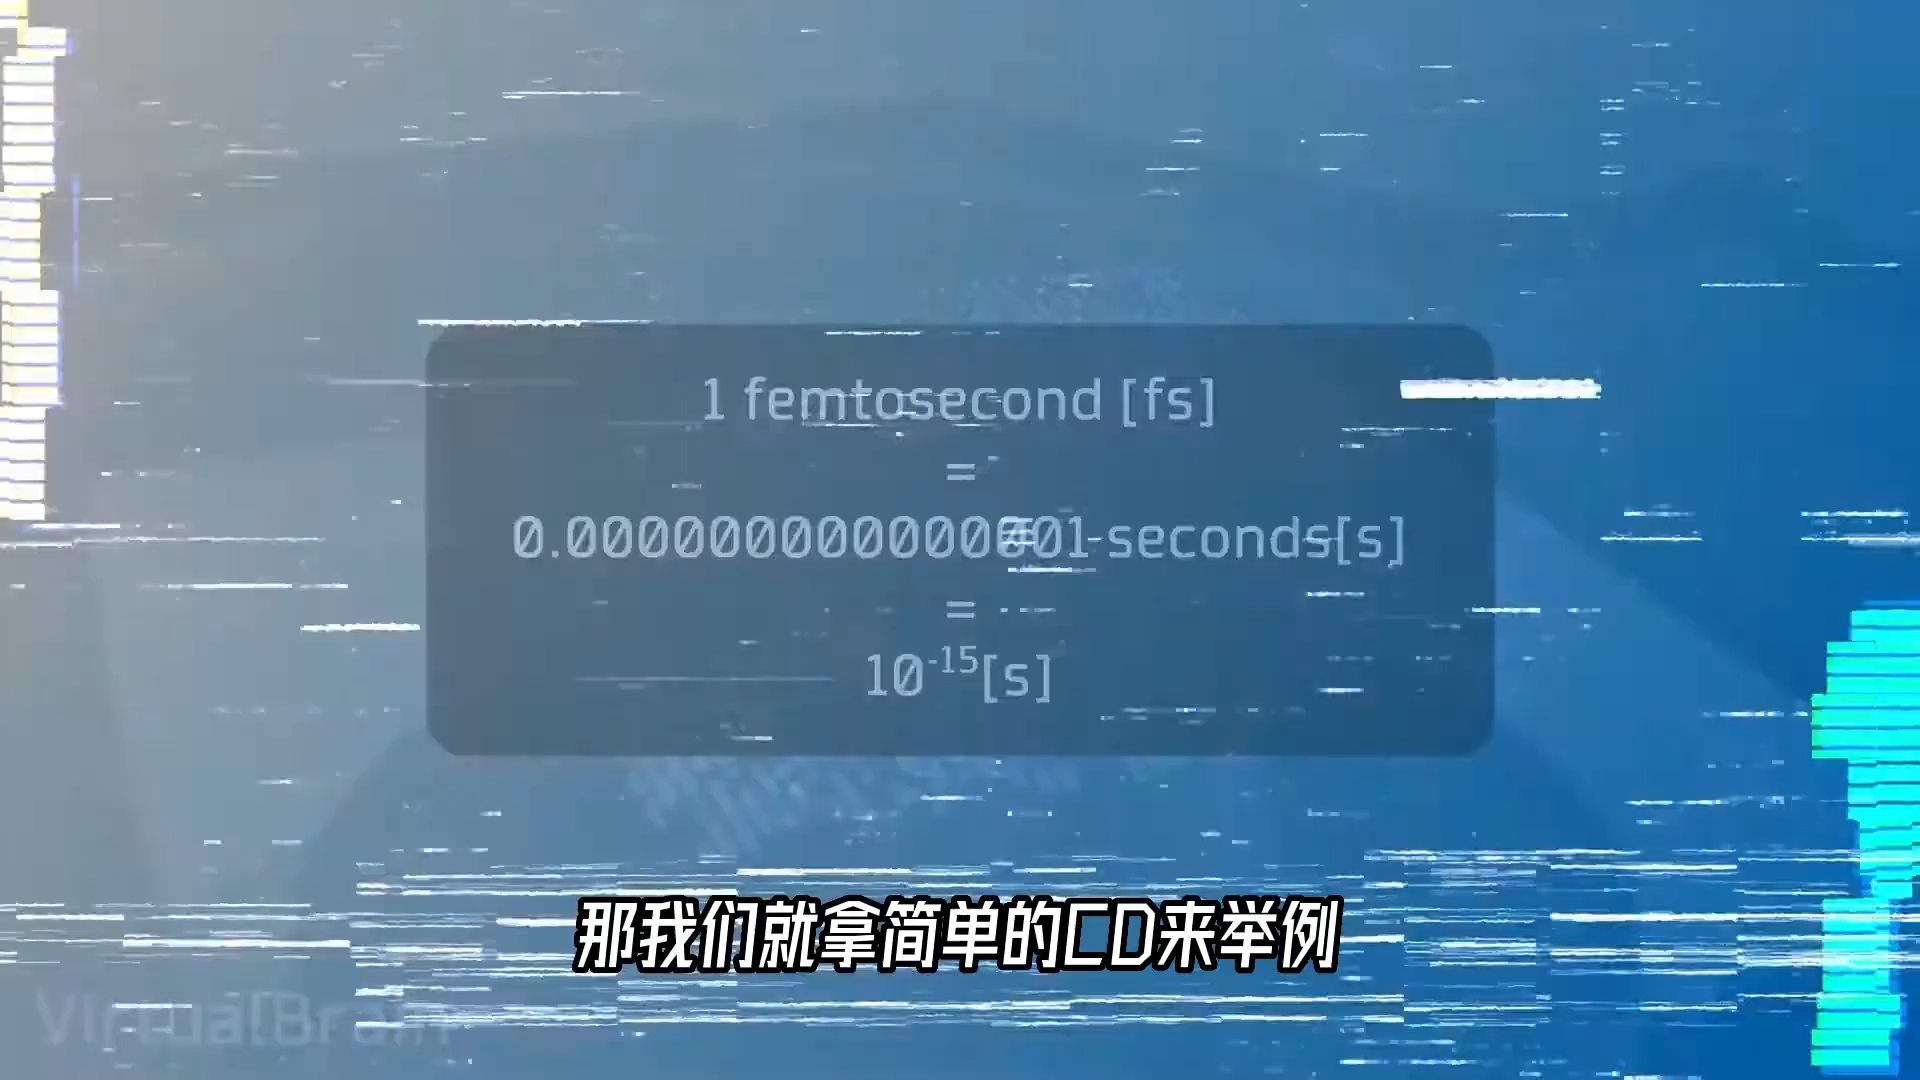 1 femtosecond [fs]
=
0.000000000000001 seconds[s]
=
10⁻¹⁵[s]
那我们就拿简单的CD来举例
VirtualBrain